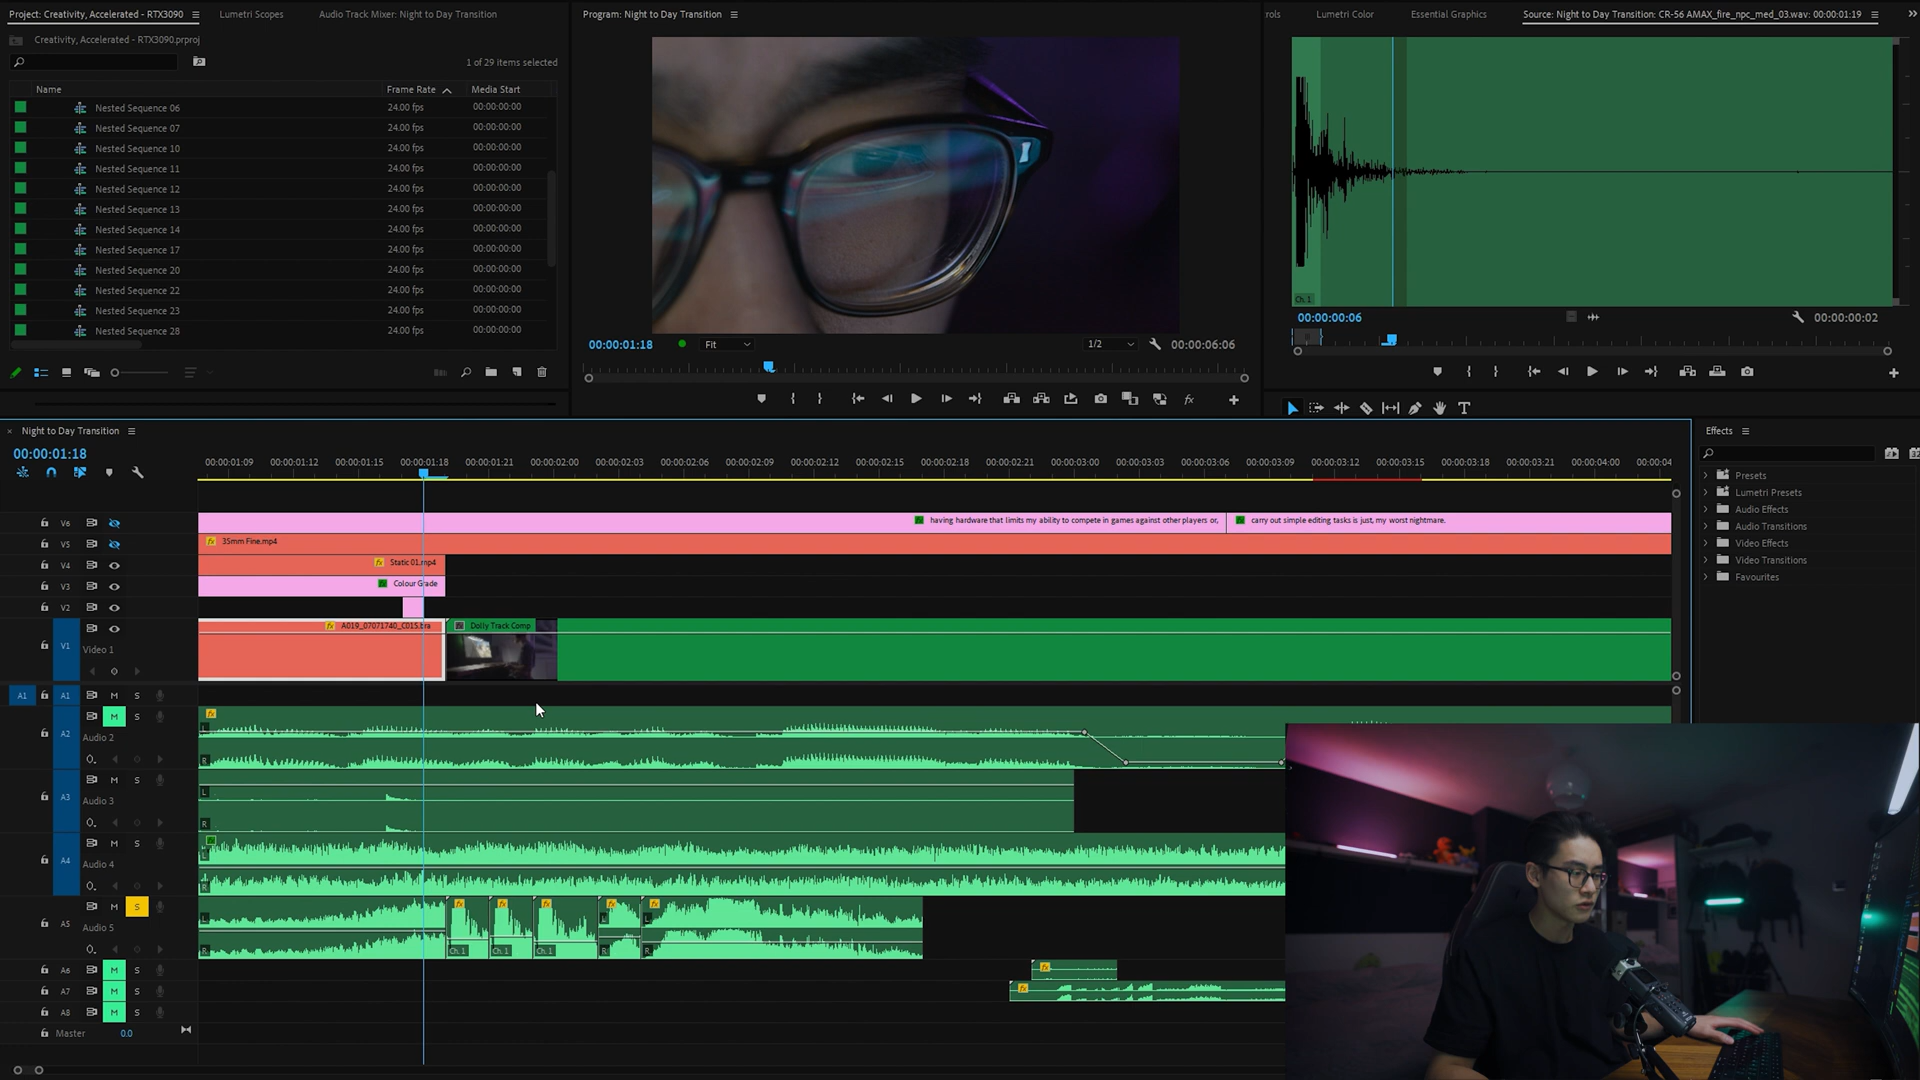 Project: Creativity, Accelerated - RTX3090
Lumetri Scopes
Audio Track Mixer: Night to Day Transition
Program: Night to Day Transition
rols
Lumetri Color
Essential Graphics
Source: Night to Day Transition: CR-56 AMAX_fire_npc_med_03.wav: 00:00:01:19
Creativity, Accelerated - RTX3090.prproj
1 of 29 items selected
Name Frame Rate Media Start
Nested Sequence 06 24.00 fps 00:00:00:00
Nested Sequence 07 24.00 fps 00:00:00:00
Nested Sequence 10 24.00 fps 00:00:00:00
Nested Sequence 11 24.00 fps 00:00:00:00
Nested Sequence 12 24.00 fps 00:00:00:00
Nested Sequence 13 24.00 fps 00:00:00:00
Nested Sequence 14 24.00 fps 00:00:00:00
Nested Sequence 17 24.00 fps 00:00:00:00
Nested Sequence 20 24.00 fps 00:00:00:00
Nested Sequence 22 24.00 fps 00:00:00:00
Nested Sequence 23 24.00 fps 00:00:00:00
Nested Sequence 28 24.00 fps 00:00:00:00
Ch. 1
00:00:01:18 Fit 1/2 00:00:06:06
00:00:00:06 00:00:00:02
Night to Day Transition
00:00:01:18
00:00:01:09 00:00:01:12 00:00:01:15 00:00:01:18 00:00:01:21 00:00:02:00 00:00:02:03 00:00:02:06 00:00:02:09 00:00:02:12 00:00:02:15 00:00:02:18 00:00:02:21 00:00:03:00 00:00:03:03 00:00:03:06 00:00:03:09 00:00:03:12 00:00:03:15 00:00:03:18 00:00:03:21 00:00:04:00 00:00:04
V6 having hardware that limits my ability to compete in games against other players or, carry out simple editing tasks is just, my worst nightmare.
V5 35mm Fine.mp4
V4 Static 01.mp4
V3 Colour Grade
V2
A019_07071740_C015.bra Dolly Track Comp
V1 Video 1
A1 A1 M S
M S
A2 Audio 2
L
R
M S
A3 Audio 3
L
R
M S
A4 Audio 4
L
R
M S
A5 Audio 5
L
R
Ch. 1 Ch. 1 Ch. 1
A6 M S
A7 M S
A8 M S
Master 0.0
Effects
Presets
Lumetri Presets
Audio Effects
Audio Transitions
Video Effects
Video Transitions
Favourites